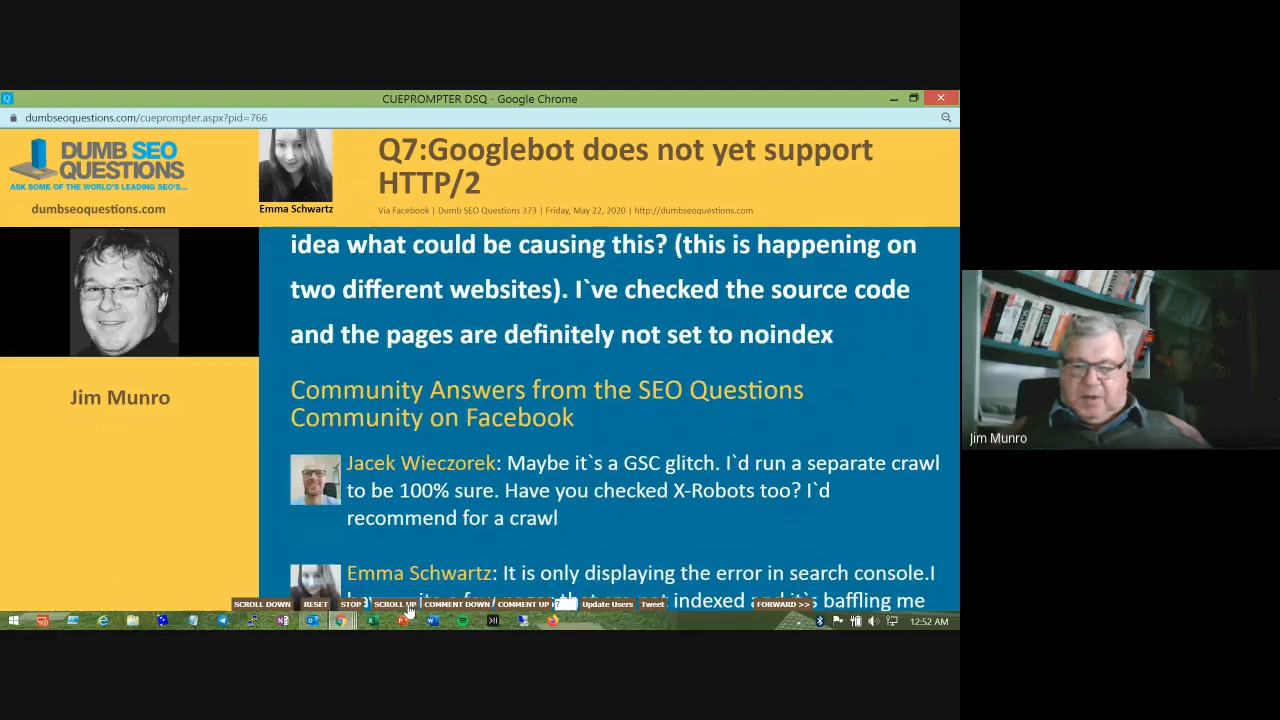 CUEPROMPTER DSQ - Google Chrome
dumbseoquestions.com/cueprompter.aspx?pid=766
DUMB SEO
QUESTIONS
ASK SOME OF THE WORLD'S LEADING SEO'S...
dumbseoquestions.com
Emma Schwartz
Q7:Googlebot does not yet support
HTTP/2
Via Facebook | Dumb SEO Questions 373 | Friday, May 22, 2020 | http://dumbseoquestions.com
Jim Munro
idea what could be causing this? (this is happening on
two different websites). I`ve checked the source code
and the pages are definitely not set to noindex
Community Answers from the SEO Questions
Community on Facebook
Jacek Wieczorek: Maybe it`s a GSC glitch. I`d run a separate crawl
to be 100% sure. Have you checked X-Robots too? I`d
recommend for a crawl
Emma Schwartz: It is only displaying the error in search console.I
indexed baffling me
SCROLL DOWN RESET STOP SCROLL UP COMMENT DOWN COMMENT UP Update Users Tweet FORWARD >>
12:52 AM
Jim Munro